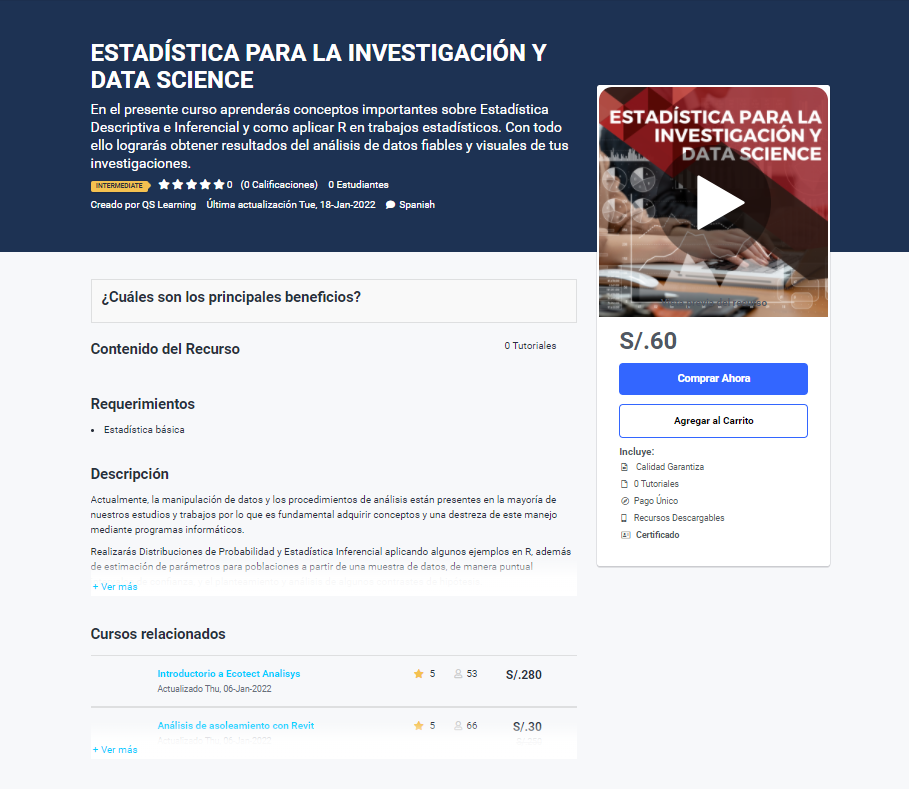 ESTADÍSTICA PARA LA INVESTIGACIÓN Y
DATA SCIENCE
En el presente curso aprenderás conceptos importantes sobre Estadística
Descriptiva e Inferencial y como aplicar R en trabajos estadísticos. Con todo
ello lograrás obtener resultados del análisis de datos fiables y visuales de tus
investigaciones.
INTERMEDIATE 0 (0 Calificaciones) 0 Estudiantes
Creado por QS Learning Última actualización Tue, 18-Jan-2022 Spanish
ESTADÍSTICA PARA LA
INVESTIGACIÓN Y
DATA SCIENCE
Vista previa del recurso
S/.60
Comprar Ahora
Agregar al Carrito
Incluye:
Calidad Garantiza
0 Tutoriales
Pago Único
Recursos Descargables
Certificado
¿Cuáles son los principales beneficios?
Contenido del Recurso
0 Tutoriales
Requerimientos
Estadística básica
Descripción
Actualmente, la manipulación de datos y los procedimientos de análisis están presentes en la mayoría de
nuestros estudios y trabajos por lo que es fundamental adquirir conceptos y una destreza de este manejo
mediante programas informáticos.
Realizarás Distribuciones de Probabilidad y Estadística Inferencial aplicando algunos ejemplos en R, además
de estimación de parámetros para poblaciones a partir de una muestra de datos, de manera puntual
+ Ver más
Cursos relacionados
Introductorio a Ecotect Analisys 5 53 S/.280
Actualizado Thu, 06-Jan-2022
Análisis de asoleamiento con Revit 5 66 S/.30
Actualizado Thu, 06-Jan-2022
+ Ver más